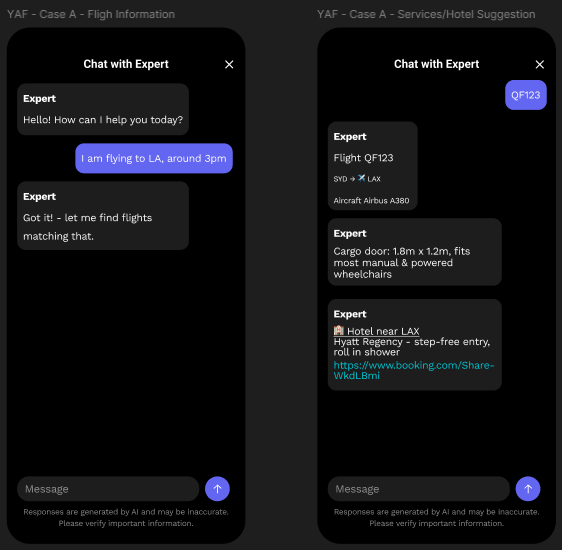 YAF - Case A - Fligh Information
Chat with Expert
Expert
Hello! How can I help you today?
I am flying to LA, around 3pm
Expert
Got it! - let me find flights
matching that.
Message
Responses are generated by AI and may be inaccurate.
Please verify important information.
YAF - Case A - Services/Hotel Suggestion
Chat with Expert
QF123
Expert
Flight QF123
SYD → ✈️ LAX
Aircraft Airbus A380
Expert
Cargo door: 1.8m x 1.2m, fits
most manual & powered
wheelchairs
Expert
🏨 Hotel near LAX
Hyatt Regency - step-free entry,
roll in shower
https://www.booking.com/Share-
WkdLBmi
Message
Responses are generated by AI and may be inaccurate.
Please verify important information.